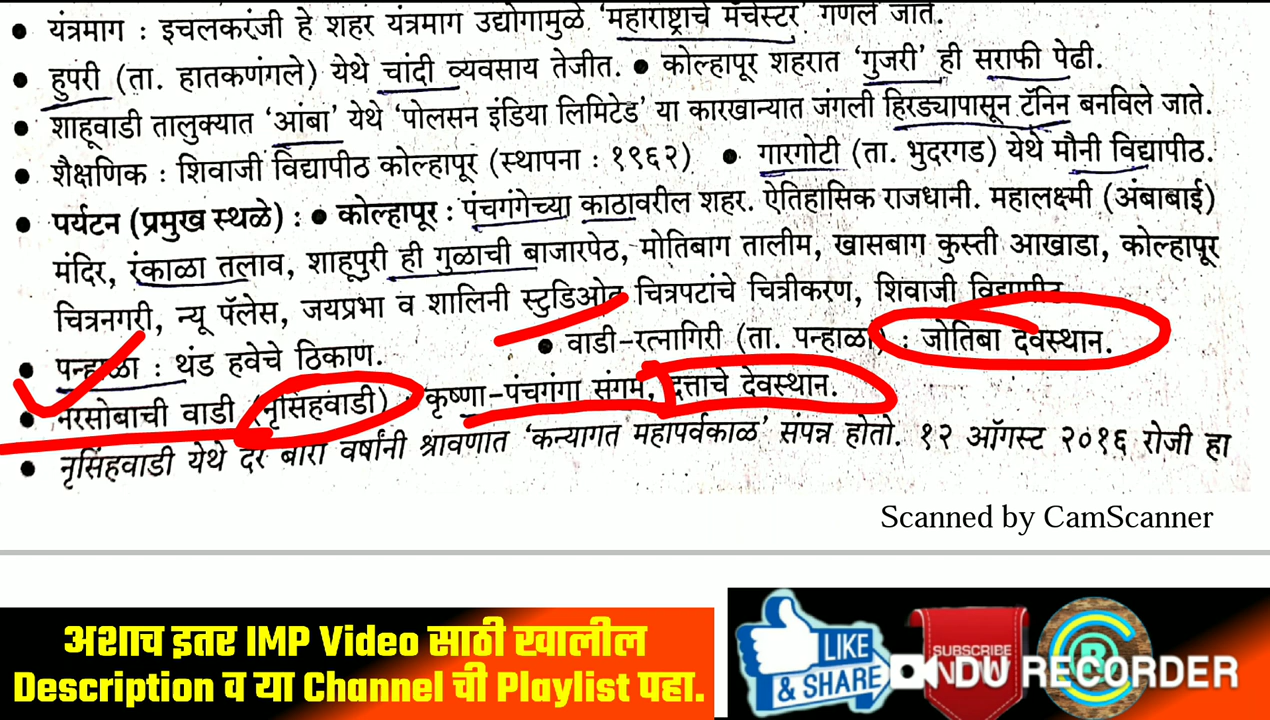 • यंत्रमाग : इचलकरंजी हे शहर यंत्रमाग उद्योगामुळे 'महाराष्ट्राचे मँचेस्टर' गणले जाते.
• हुपरी (ता. हातकणंगले) येथे चांदी व्यवसाय तेजीत. • कोल्हापूर शहरात 'गुजरी' ही सराफी पेढी.
• शाहूवाडी तालुक्यात 'आंबा' येथे 'पोलसन इंडिया लिमिटेड' या कारखान्यात जंगली हिरड्यापासून टॅनिन बनविले जाते.
• शैक्षणिक : शिवाजी विद्यापीठ कोल्हापूर (स्थापना : १९६२) • गारगोटी (ता. भुदरगड) येथे मौनी विद्यापीठ.
• पर्यटन (प्रमुख स्थळे) : • कोल्हापूर : पंचगंगेच्या काठावरील शहर. ऐतिहासिक राजधानी. महालक्ष्मी (अंबाबाई)
मंदिर, रंकाळा तलाव, शाहूपुरी ही गुळाची बाजारपेठ, मोतिबाग तालीम, खासबाग कुस्ती आखाडा, कोल्हापूर
चित्रनगरी, न्यू पॅलेस, जयप्रभा व शालिनी स्टुडिओत चित्रपटांचे चित्रीकरण, शिवाजी विद्यापीठ
• पन्हाळा : थंड हवेचे ठिकाण. • वाडी-रत्नागिरी (ता. पन्हाळा) : जोतिबा देवस्थान.
• नरसोबाची वाडी (नृसिंहवाडी) : कृष्णा-पंचगंगा संगम, दत्ताचे देवस्थान.
• नृसिंहवाडी येथे दर बारा वर्षांनी श्रावणात 'कन्यागत महापर्वकाळ' संपन्न होतो. १२ ऑगस्ट २०१६ रोजी हा
Scanned by CamScanner
अशाच इतर IMP Video साठी खालील
Description व या Channel ची Playlist पहा.
LIKE
& SHARE
SUBSCRIBE
DU RECORDER